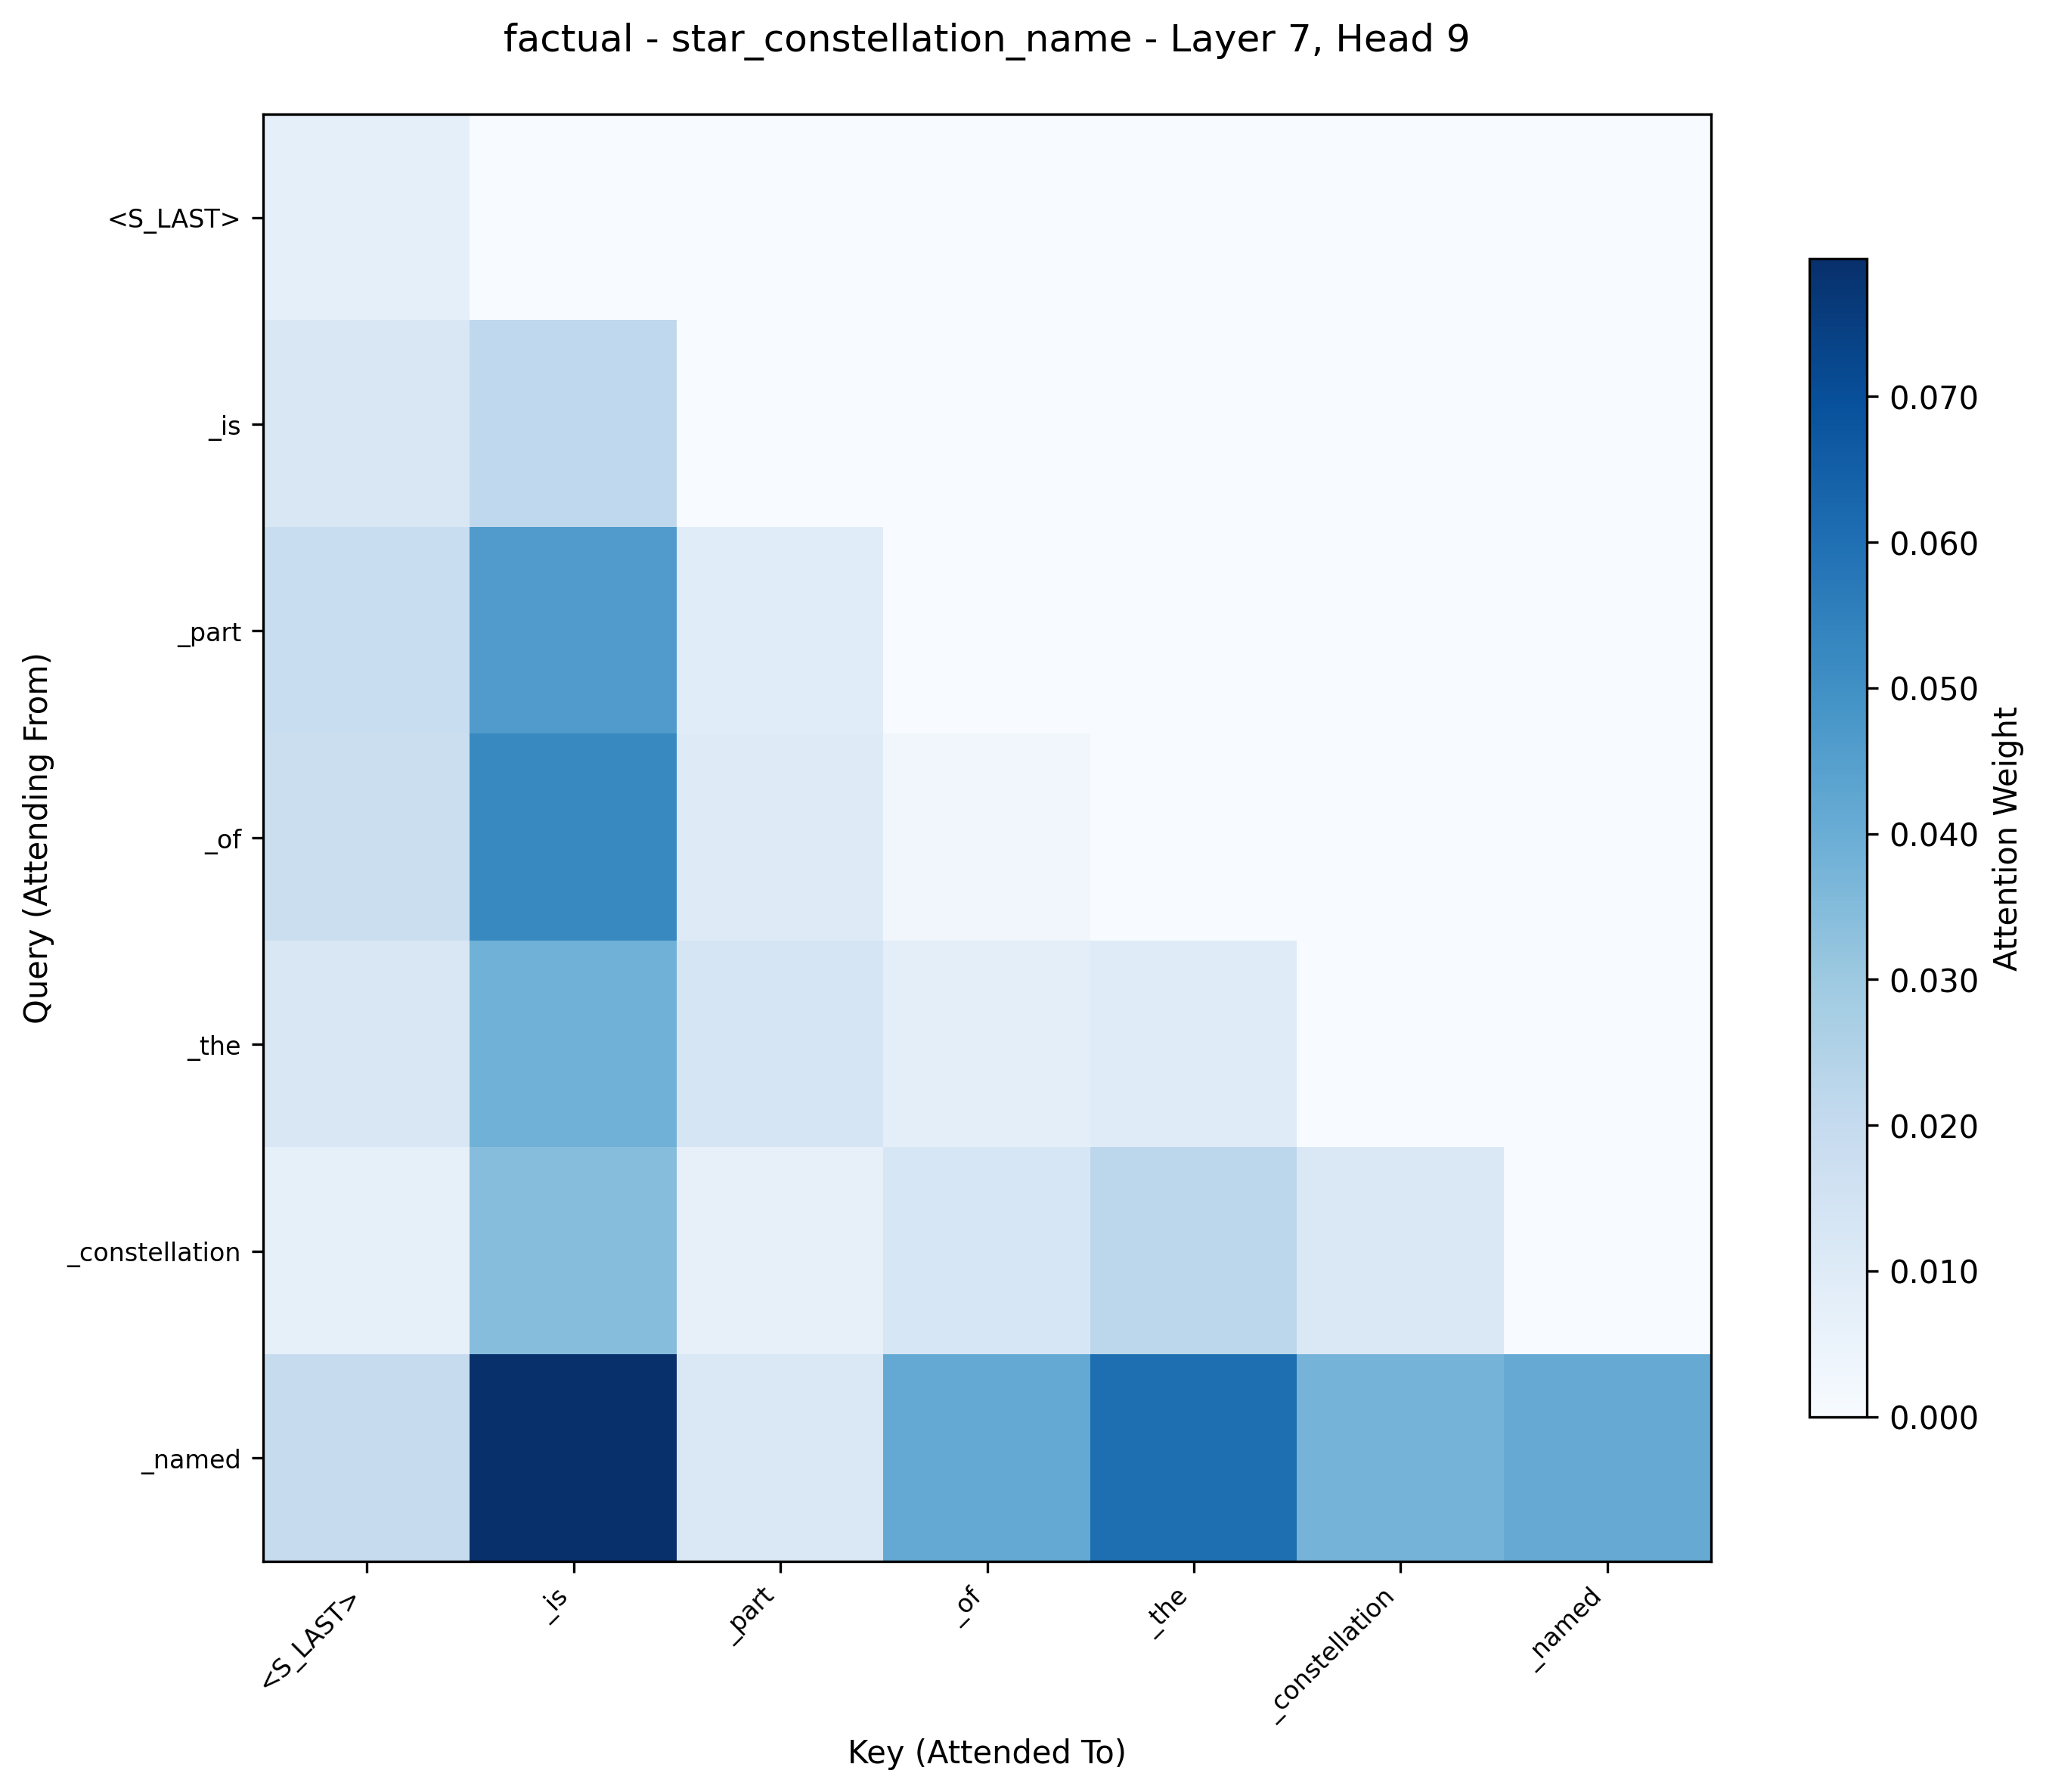 factual - star_constellation_name - Layer 7, Head 9
Query (Attending From)
<S_LAST>
_is
_part
_of
_the
_constellation
_named
<S_LAST>
_is
_part
_of
_the
_constellation
_named
Key (Attended To)
0.070
0.060
0.050
0.040
0.030
0.020
0.010
0.000
Attention Weight